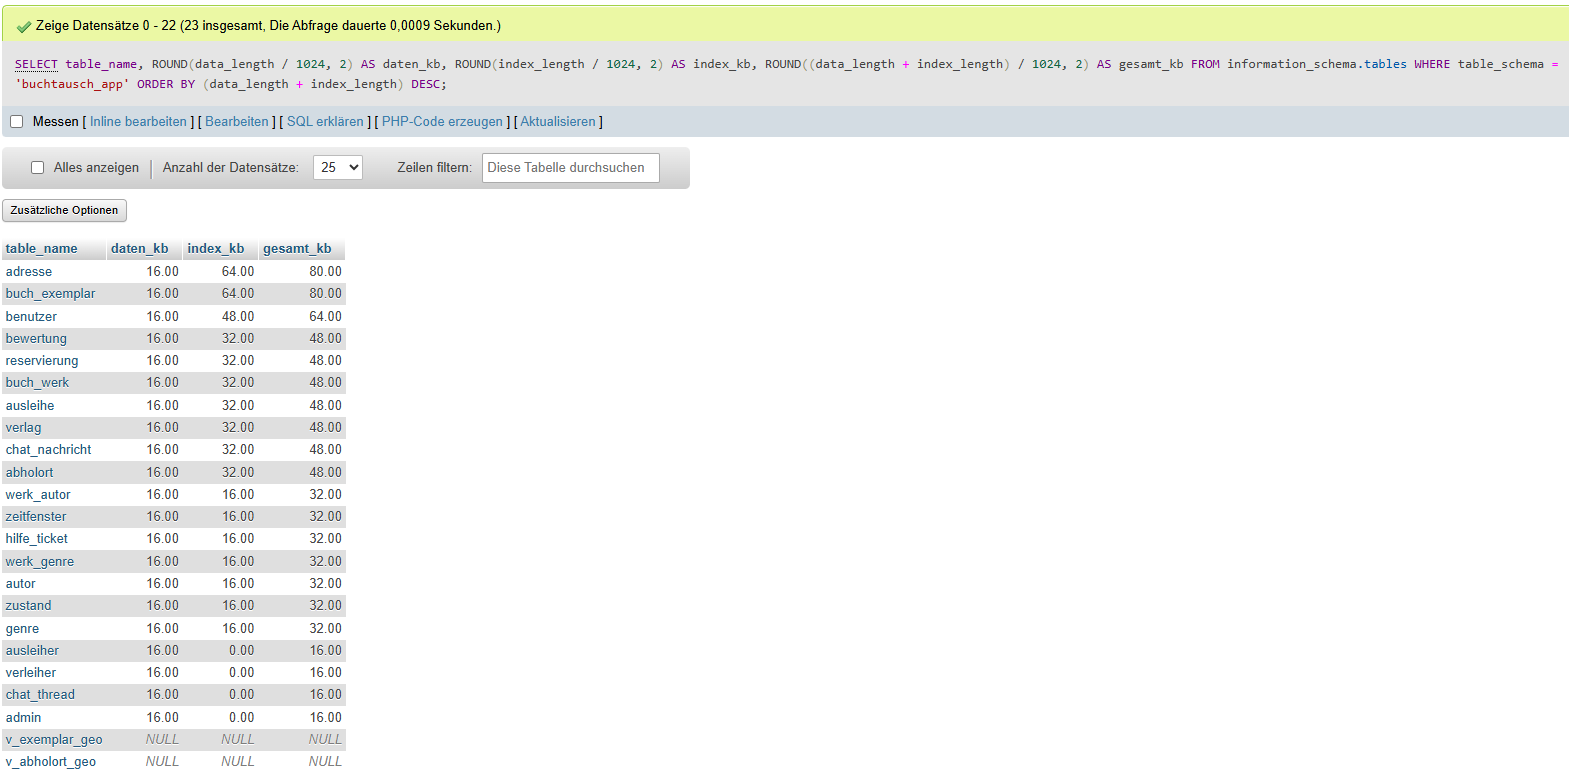 Zeige Datensätze 0 - 22 (23 insgesamt, Die Abfrage dauerte 0,0009 Sekunden.)
SELECT table_name, ROUND(data_length / 1024, 2) AS daten_kb, ROUND(index_length / 1024, 2) AS index_kb, ROUND((data_length + index_length) / 1024, 2) AS gesamt_kb FROM information_schema.tables WHERE table_schema =
'buchtausch_app' ORDER BY (data_length + index_length) DESC;
Messen [ Inline bearbeiten ] [ Bearbeiten ] [ SQL erklären ] [ PHP-Code erzeugen ] [ Aktualisieren ]
Alles anzeigen | Anzahl der Datensätze: 25 Zeilen filtern: Diese Tabelle durchsuchen
Zusätzliche Optionen
table_name daten_kb index_kb gesamt_kb
adresse 16.00 64.00 80.00
buch_exemplar 16.00 64.00 80.00
benutzer 16.00 48.00 64.00
bewertung 16.00 32.00 48.00
reservierung 16.00 32.00 48.00
buch_werk 16.00 32.00 48.00
ausleihe 16.00 32.00 48.00
verlag 16.00 32.00 48.00
chat_nachricht 16.00 32.00 48.00
abholort 16.00 32.00 48.00
werk_autor 16.00 16.00 32.00
zeitfenster 16.00 16.00 32.00
hilfe_ticket 16.00 16.00 32.00
werk_genre 16.00 16.00 32.00
autor 16.00 16.00 32.00
zustand 16.00 16.00 32.00
genre 16.00 16.00 32.00
ausleiher 16.00 0.00 16.00
verleiher 16.00 0.00 16.00
chat_thread 16.00 0.00 16.00
admin 16.00 0.00 16.00
v_exemplar_geo NULL NULL NULL
v_abholort_geo NULL NULL NULL